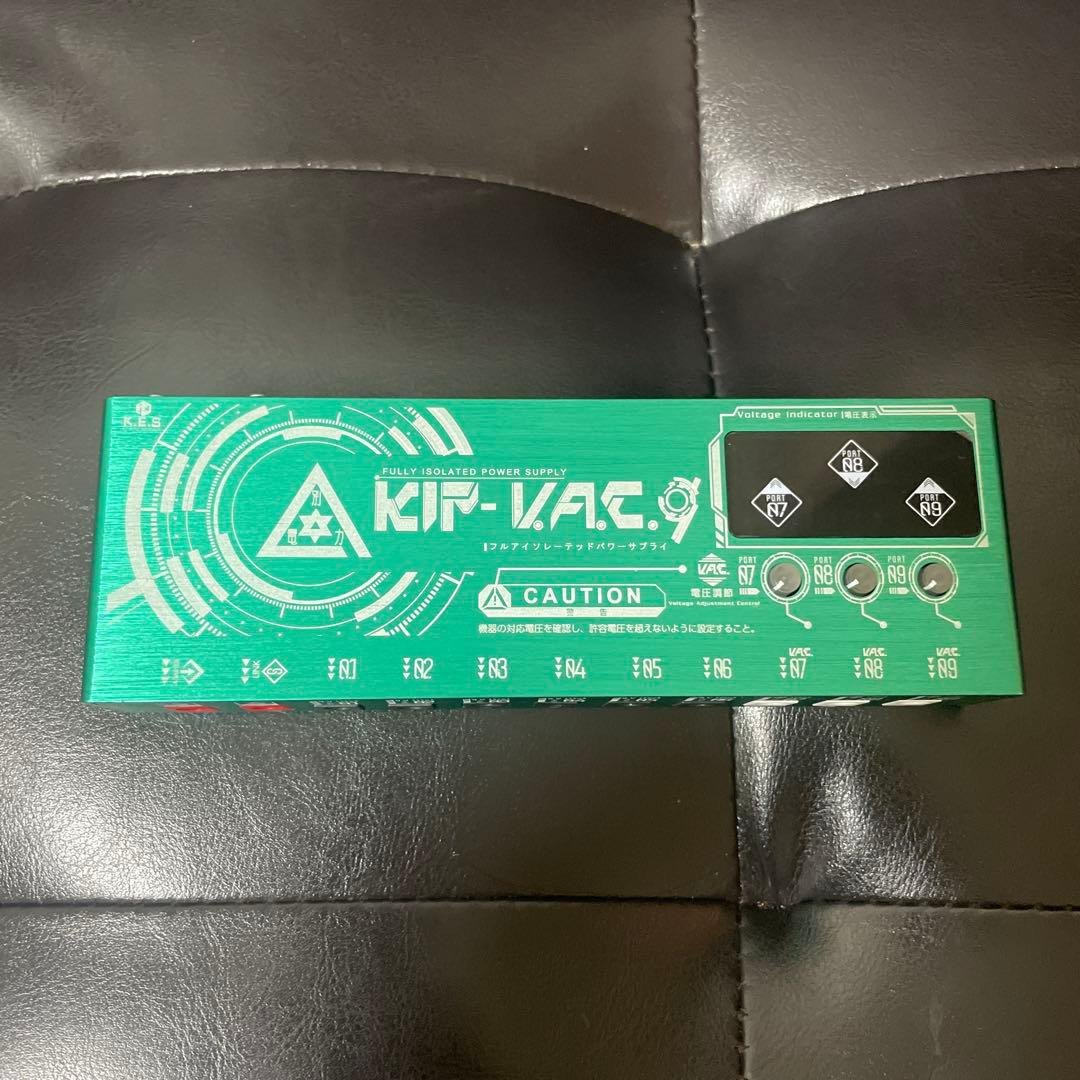 K.E.S
FULLY ISOLATED POWER SUPPLY
KIP-V.A.C.9
フルアイソレーテッドパワーサプライ
Voltage indicator 電圧表示
PORT 07
PORT 08
PORT 09
V.A.C.
電圧調節
Voltage Adjustment Control
PORT 07
PORT 08
PORT 09
CAUTION
警告
機器の対応電圧を確認し、許容電圧を超えないように設定すること。
LINK
01
02
03
04
05
06
V.A.C. 07
V.A.C. 08
V.A.C. 09